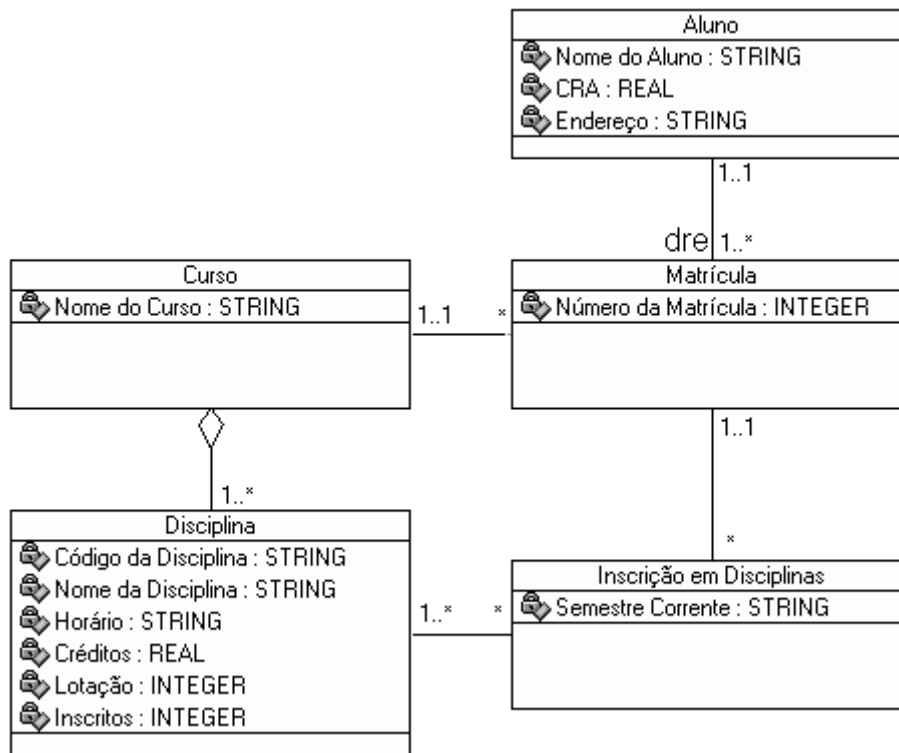 Aluno
Nome do Aluno : STRING
CRA : REAL
Endereço : STRING
1..1
dre 1..*
Curso
Nome do Curso : STRING
1..1 *
Matrícula
Número da Matrícula : INTEGER
1..1
1..*
*
Disciplina
Código da Disciplina : STRING
Nome da Disciplina : STRING
Horário : STRING
Créditos : REAL
Lotação : INTEGER
Inscritos : INTEGER
1..* *
Inscrição em Disciplinas
Semestre Corrente : STRING